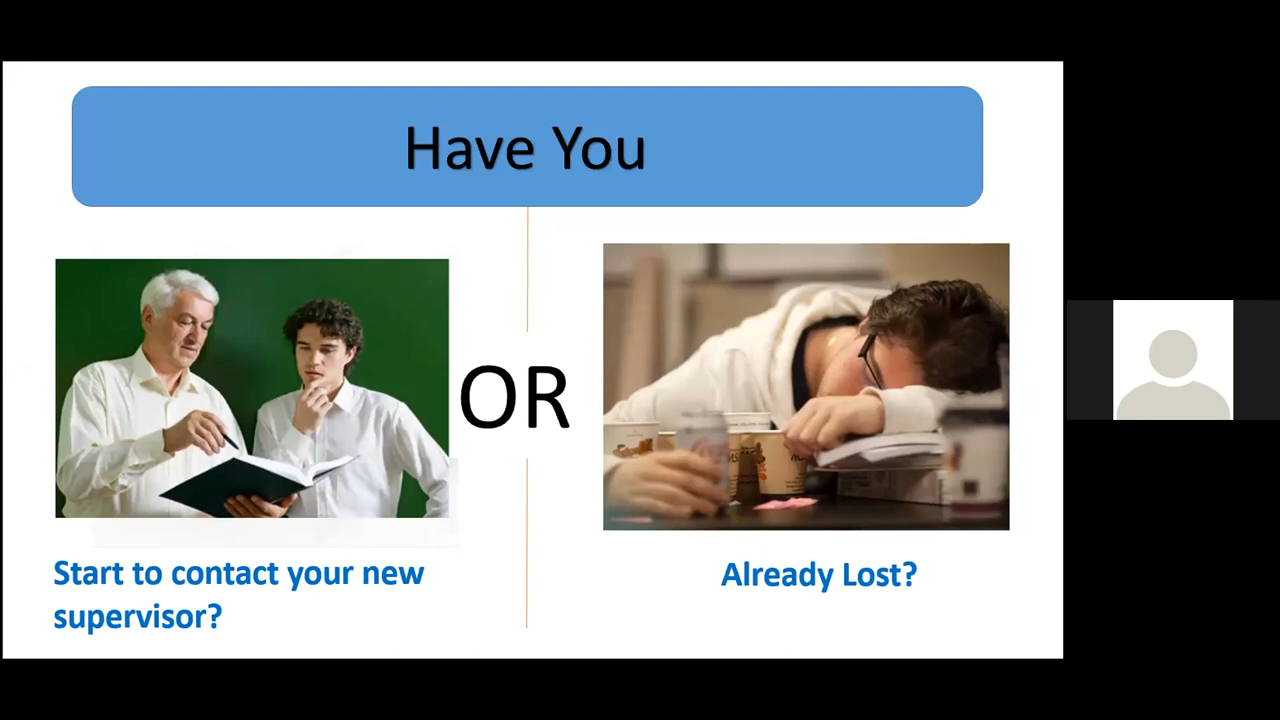 Have You
OR
Start to contact your new
supervisor?
Already Lost?